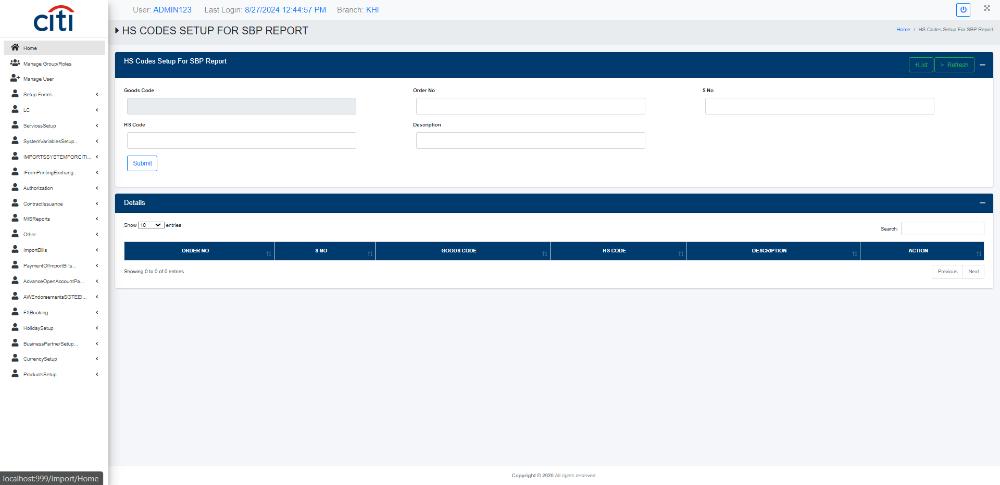 citi
User: ADMIN123 Last Login: 8/27/2024 12:44:57 PM Branch: KHI
HS CODES SETUP FOR SBP REPORT
Home / HS Codes Setup For SBP Report
Home
Manage Group/Roles
Manage User
Setup Forms
LC
ServicesSetup
SystemVariablesSetup...
IMPORTSSYSTEMFORCITI...
IFormPrintingExchang...
Authorization
ContractIssuance
MISReports
Other
ImportBills
PaymentOfImportBills...
AdvanceOpenAccountPa...
AWEndorsementsSGTEEI...
FXBooking
HolidaySetup
BusinessPartnerSetup...
CurrencySetup
ProductsSetup
HS Codes Setup For SBP Report
+List > Refresh
Goods Code Order No S No
HS Code Description
Submit
Details
Show 10 entries
Search:
ORDER NO S NO GOODS CODE HS CODE DESCRIPTION ACTION
Showing 0 to 0 of 0 entries
Previous Next
Copyright © 2020 All rights reserved.
localhost:999/Import/Home